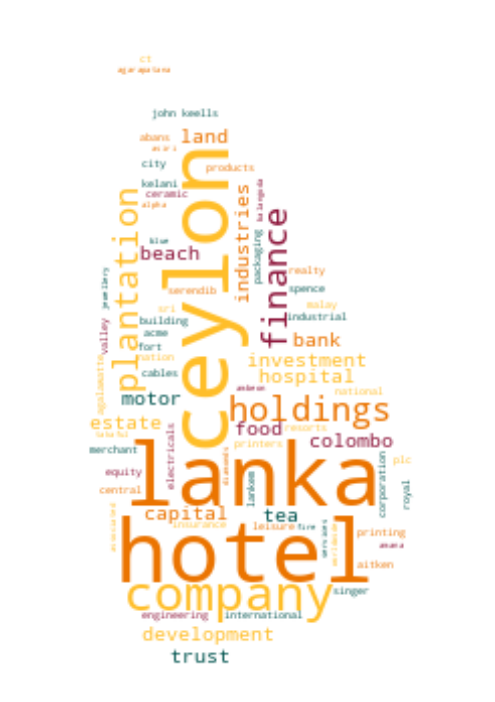 ct
agarapatana
john keells
abans
land
asiri
city
products
kelani
ceramic
alpha
ceylon
plantation
industries
balangoda
finance
packaging
blue
beach
realty
serendib
spence
sri
malay
building
industrial
acme
valley
fort
bank
nation
investment
cables
hospital
agalawatte
motor
national
holdings
estate
food
resorts
colombo
printers
merchant
electricals
diamonds
plc
equity
lanka
lankem
corporation
royal
central
capital
tea
insurance
leisure
fire
services
printing
hotel
asana
aitken
company
singer
engineering
international
development
trust